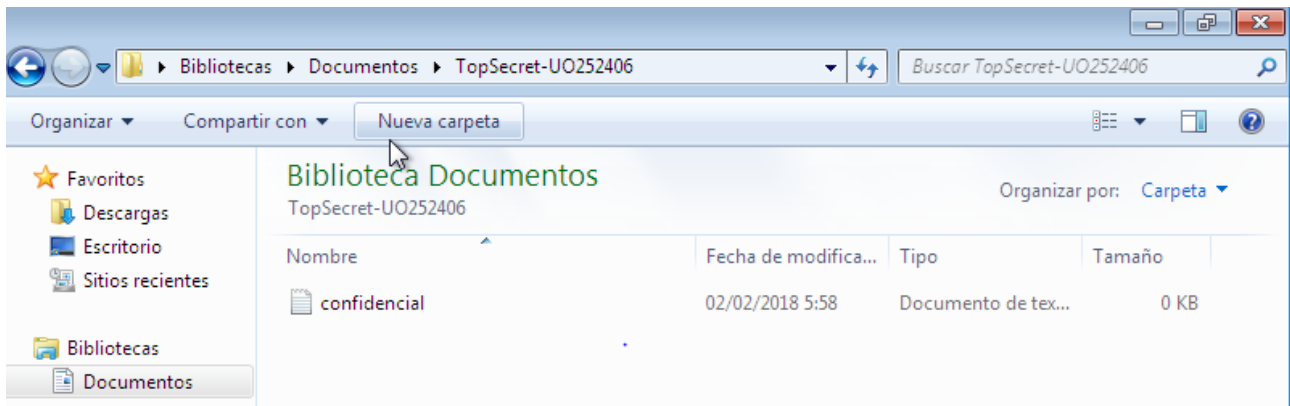 Bibliotecas ▸ Documentos ▸ TopSecret-UO252406
Buscar TopSecret-UO252406
Organizar Compartir con Nueva carpeta
Favoritos
Descargas
Escritorio
Sitios recientes
Bibliotecas
Documentos
Biblioteca Documentos
TopSecret-UO252406
Organizar por: Carpeta
Nombre Fecha de modifica... Tipo Tamaño
confidencial 02/02/2018 5:58 Documento de tex... 0 KB